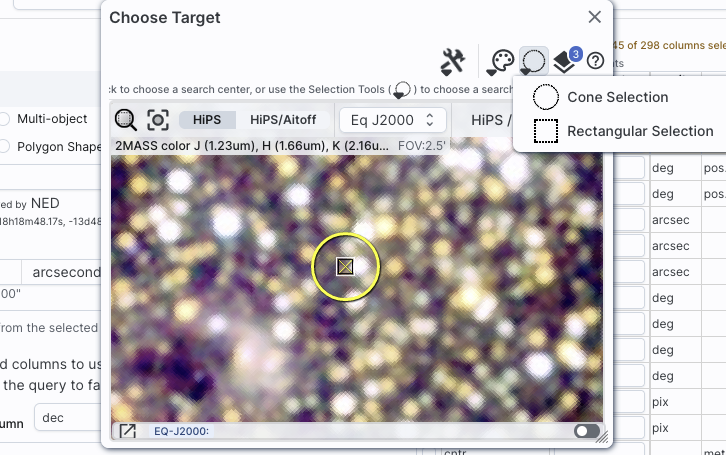 Choose Target
45 of 298 columns sele
3
nts
k to choose a search center, or use the Selection Tools ( ) to choose a search
Cone Selection
Rectangular Selection
Multi-object
Polygon Shape
HiPS
HiPS/Aitoff
Eq J2000
HiPS /
2MASS color J (1.23um), H (1.66um), K (2.16u... FOV:2.5'
ed by NED
18h18m48.17s, -13d48
arcsecond
00"
from the selected
d columns to us
the query to fa
umn
dec
deg
pos.
deg
pos.
arcsec
arcsec
arcsec
deg
deg
deg
deg
pix
pix
EQ-J2000:
cntr
met